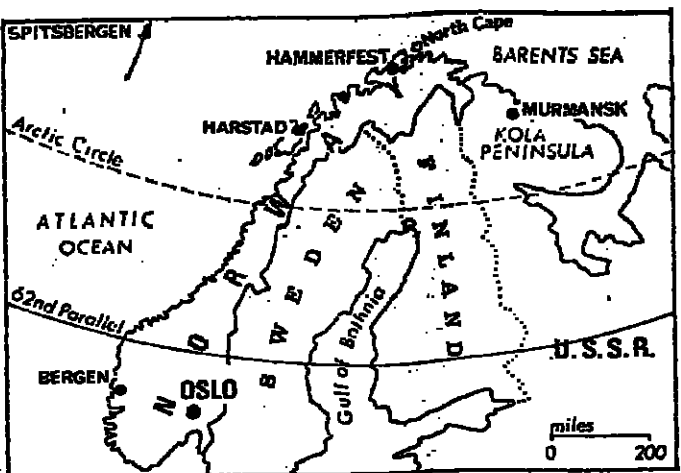 SPITSBERGEN
North Cape
HAMMERFEST
BARENTS SEA
MURMANSK
HARSTAD
KOLA
PENINSULA
Arctic Circle
ATLANTIC
OCEAN
NORWAY
SWEDEN
FINLAND
Gulf of Bothnia
62nd Parallel
U.S.S.R.
BERGEN
OSLO
miles
0 200